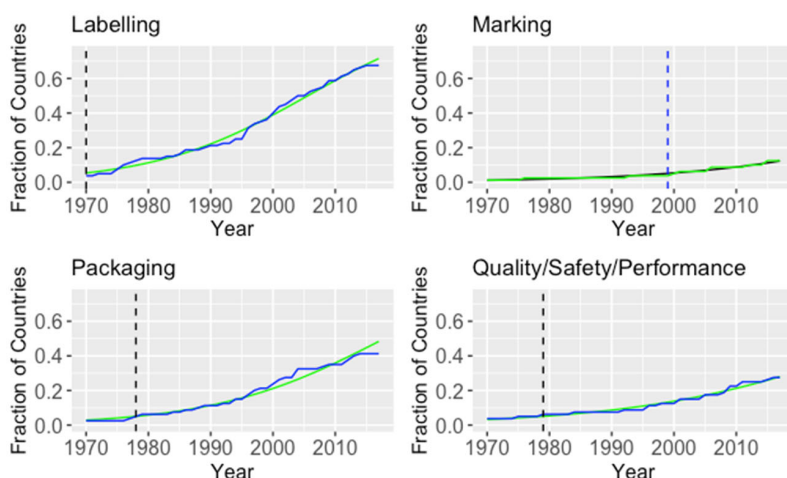 Labelling
Fraction of Countries
0.6
0.4
0.2
0.0
1970 1980 1990 2000 2010
Year
Marking
Fraction of Countries
0.6
0.4
0.2
0.0
1970 1980 1990 2000 2010
Year
Packaging
Fraction of Countries
0.6
0.4
0.2
0.0
1970 1980 1990 2000 2010
Year
Quality/Safety/Performance
Fraction of Countries
0.6
0.4
0.2
0.0
1970 1980 1990 2000 2010
Year